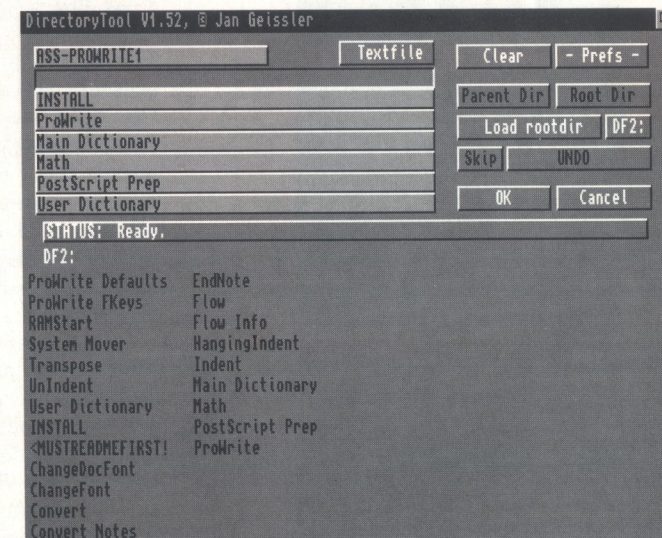 DirectoryTool V1.52, © Jan Geissler
ASS-PROWRITE1
Textfile
Clear
- Prefs -
INSTALL
ProWrite
Main Dictionary
Math
PostScript Prep
User Dictionary
Parent Dir
Root Dir
Load rootdir
DF2:
Skip
UNDO
OK
Cancel
STATUS: Ready.
DF2:
ProWrite Defaults EndNote
ProWrite FKeys Flow
RAMStart Flow Info
System Mover HangingIndent
Transpose Indent
UnIndent Main Dictionary
User Dictionary Math
INSTALL PostScript Prep
<MUSTREADMEFIRST! ProWrite
ChangeDocFont
ChangeFont
Convert
Convert Notes